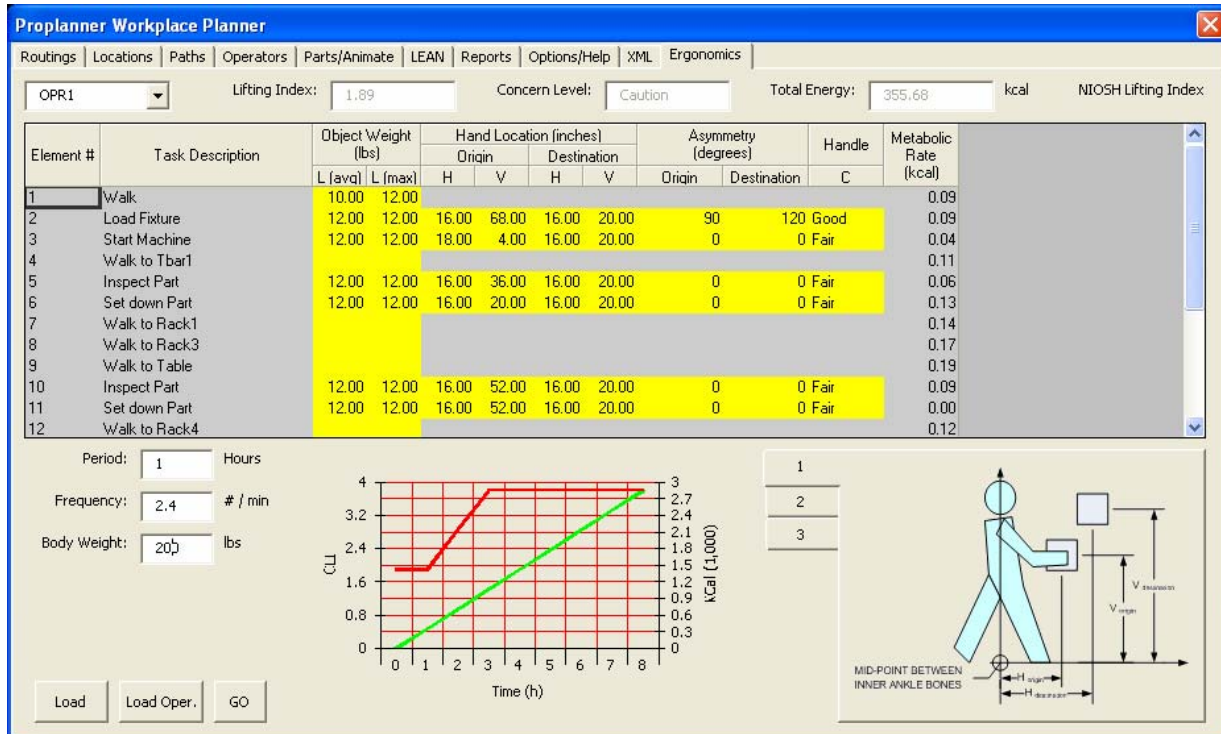 Proplanner Workplace Planner
Routings Locations Paths Operators Parts/Animate LEAN Reports Options/Help XML Ergonomics
OPR1 Lifting Index: 1.89 Concern Level: Caution Total Energy: 355.68 kcal NIOSH Lifting Index
Element # Task Description Object Weight (lbs) Hand Location (inches) Asymmetry (degrees) Handle Metabolic Rate (kcal)
Origin Destination
L (avg) L (max) H V H V Origin Destination C
1 Walk 10.00 12.00 0.09
2 Load Fixture 12.00 12.00 16.00 68.00 16.00 20.00 90 120 Good 0.09
3 Start Machine 12.00 12.00 18.00 4.00 16.00 20.00 0 0 Fair 0.04
4 Walk to Tbar1 0.11
5 Inspect Part 12.00 12.00 16.00 36.00 16.00 20.00 0 0 Fair 0.06
6 Set down Part 12.00 12.00 16.00 20.00 16.00 20.00 0 0 Fair 0.13
7 Walk to Rack1 0.14
8 Walk to Rack3 0.17
9 Walk to Table 0.19
10 Inspect Part 12.00 12.00 16.00 52.00 16.00 20.00 0 0 Fair 0.09
11 Set down Part 12.00 12.00 16.00 52.00 16.00 20.00 0 0 Fair 0.00
12 Walk to Rack4 0.12
Period: 1 Hours
Frequency: 2.4 # / min
Body Weight: 200 lbs
4
3.2
2.4
1.6
0.8
0
CLI
3
2.7
2.4
2.1
1.8
1.5
1.2
0.9
0.6
0.3
0
KCal (1,000)
0 1 2 3 4 5 6 7 8
Time (h)
1
2
3
V destination
V origin
H origin
H destination
MID-POINT BETWEEN
INNER ANKLE BONES
Load Load Oper. GO